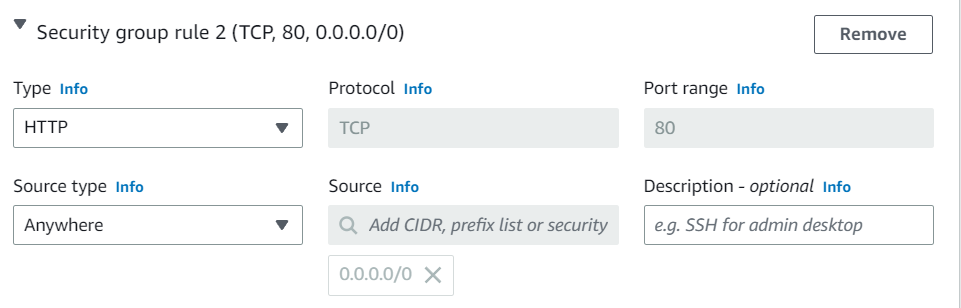 Security group rule 2 (TCP, 80, 0.0.0.0/0)
Remove
Type Info
Protocol Info
Port range Info
HTTP
TCP
80
Source type Info
Source Info
Description - optional Info
Anywhere
Add CIDR, prefix list or security
e.g. SSH for admin desktop
0.0.0.0/0